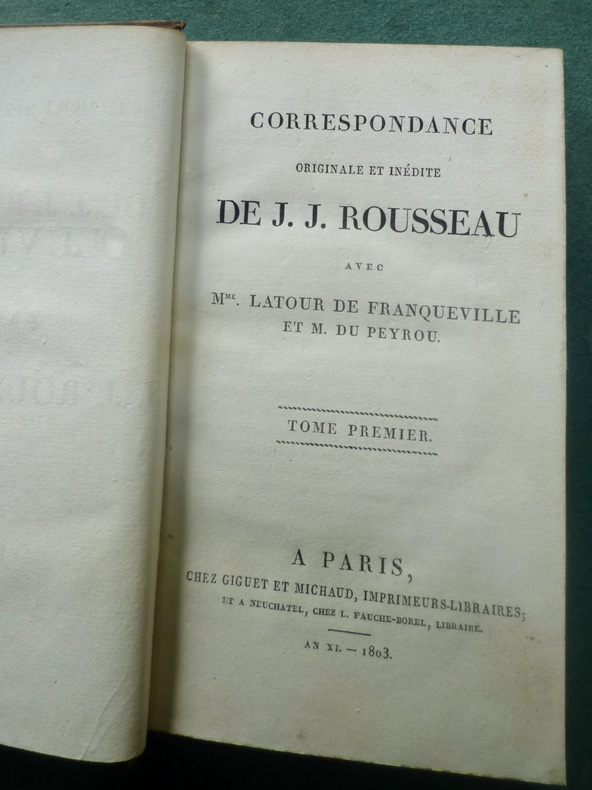 CORRESPONDANCE
ORIGINALE ET INÉDITE
DE J. J. ROUSSEAU
AVEC
Mᵐᵉ. LATOUR DE FRANQUEVILLE
ET M. DU PEYROU.
TOME PREMIER.
A PARIS,
CHEZ GIGUET ET MICHAUD, IMPRIMEURS-LIBRAIRES;
ET A NEUCHATEL, CHEZ L. FAUCHE-BOREL, LIBRAIRE.
AN XI. — 1803.